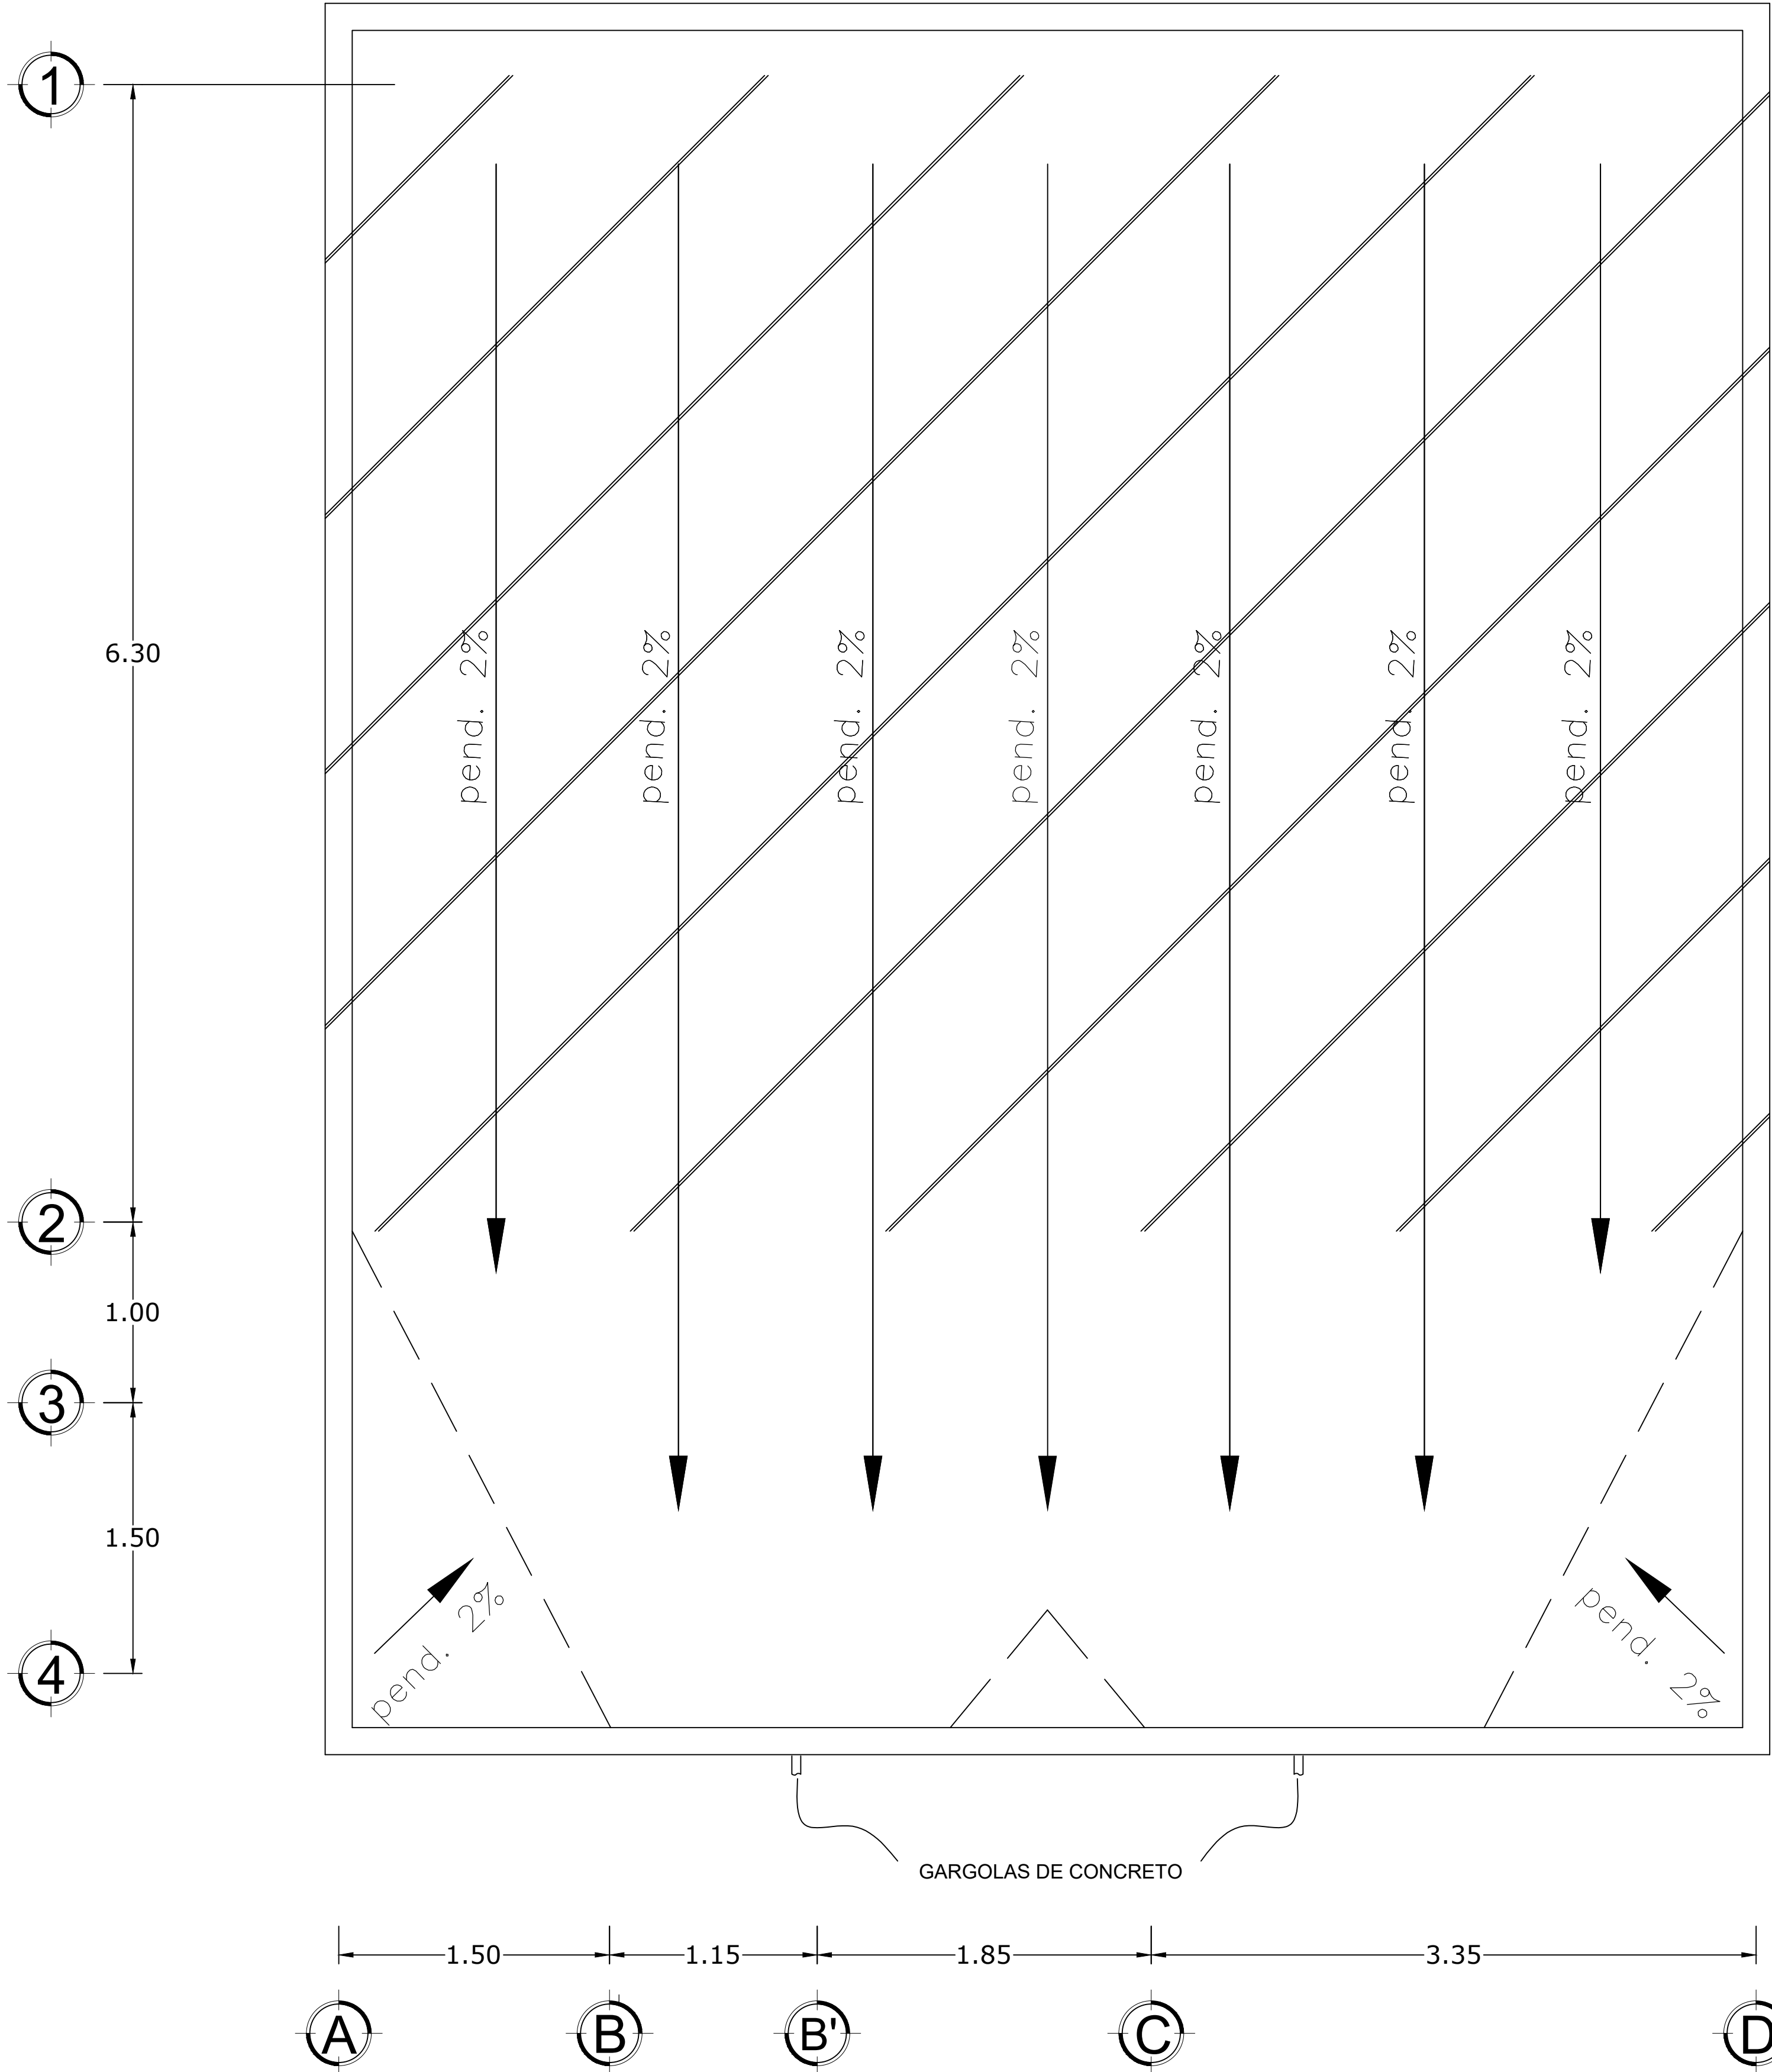 1
6.30
pend. 2%
pend. 2%
pend. 2%
pend. 2%
pend. 2%
pend. 2%
pend. 2%
2
1.00
3
1.50
4
pend. 2%
pend. 2%
GARGOLAS DE CONCRETO
1.50
1.15
1.85
3.35
A
B
B'
C
D